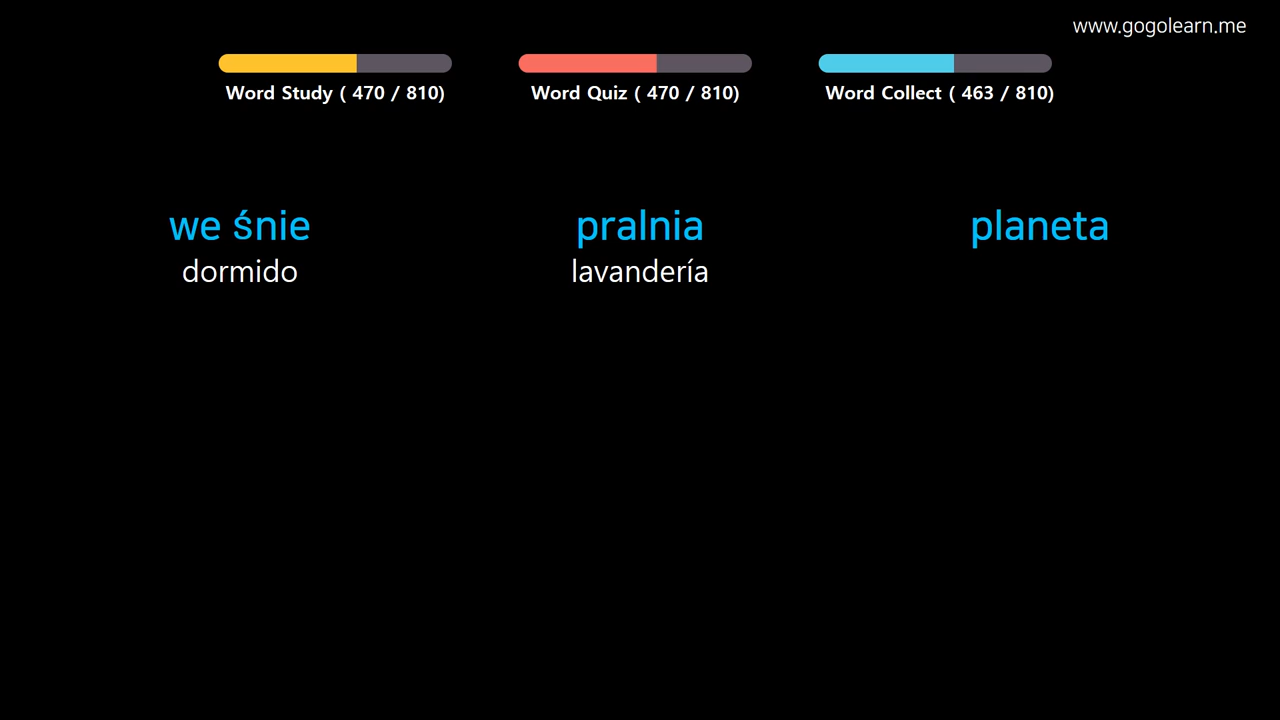 www.gogolearn.me
Word Study ( 470 / 810)
Word Quiz ( 470 / 810)
Word Collect ( 463 / 810)
we śnie
dormido
pralnia
lavandería
planeta